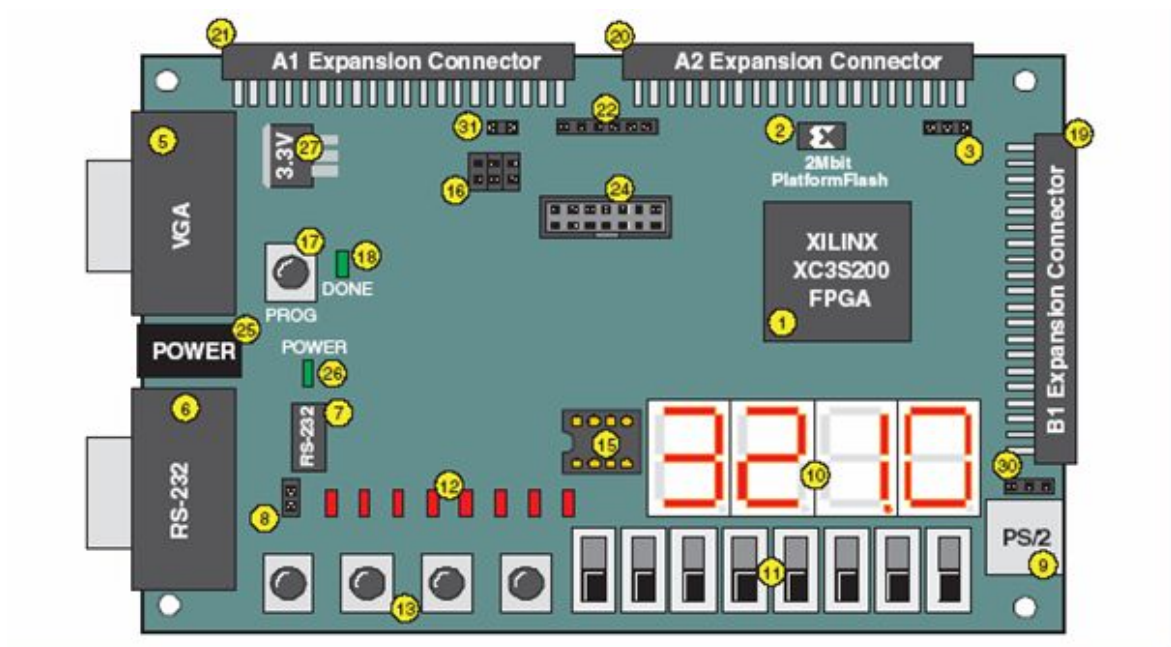 21
A1 Expansion Connector
20
A2 Expansion Connector
5
VGA
27
3.3V
31
22
2
2Mbit
PlatformFlash
3
19
B1 Expansion Connector
16
24
17
PROG
18
DONE
XILINX
XC3S200
FPGA
1
25
POWER
POWER
26
6
RS-232
7
RS-232
8
12
15
10
321.0.
30
PS/2
9
11
13